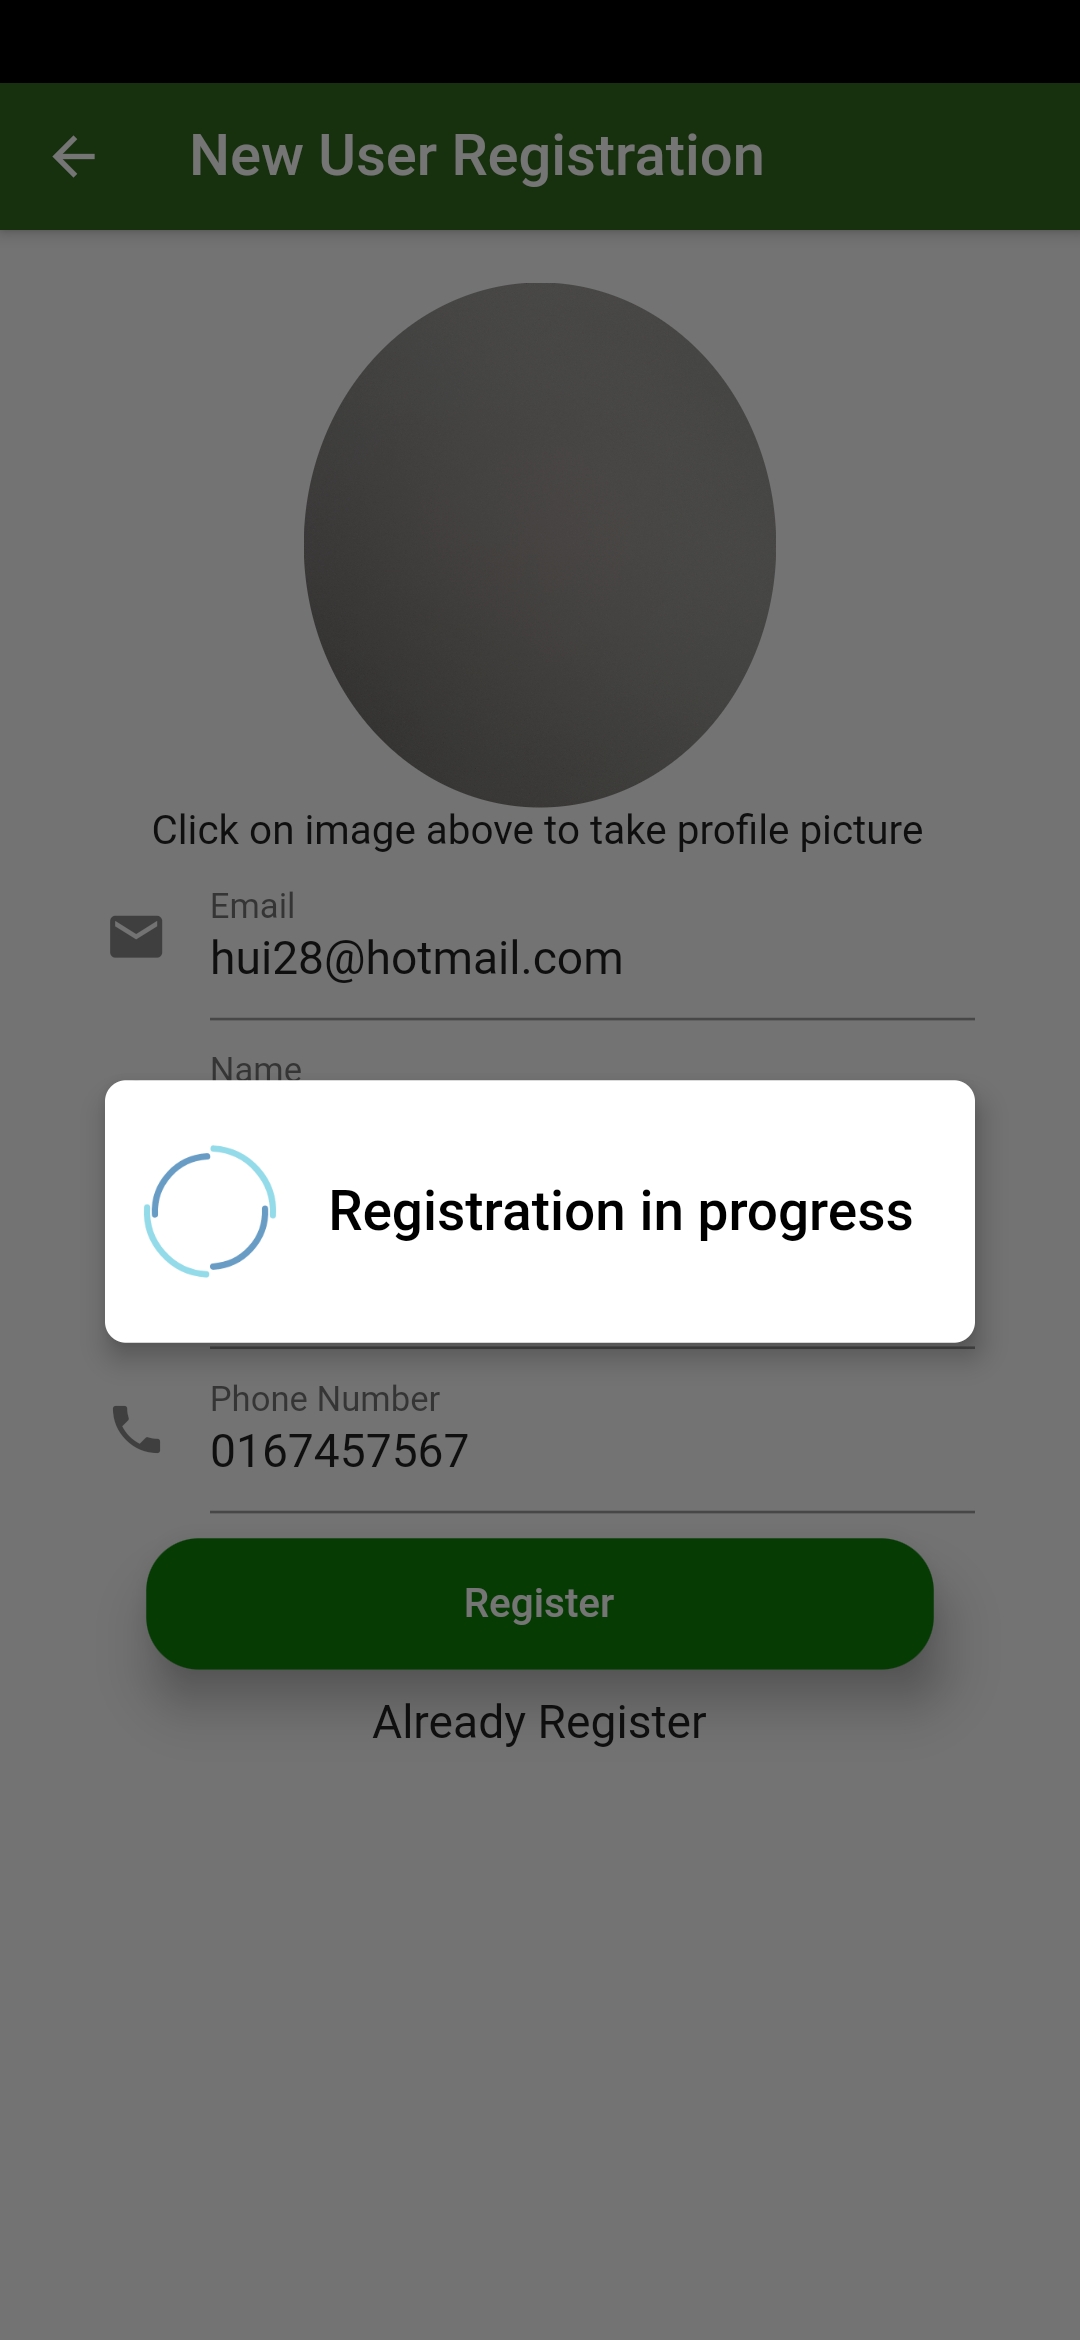 New User Registration
Click on image above to take profile picture
Email
hui28@hotmail.com
Name
Registration in progress
Phone Number
0167457567
Register
Already Register